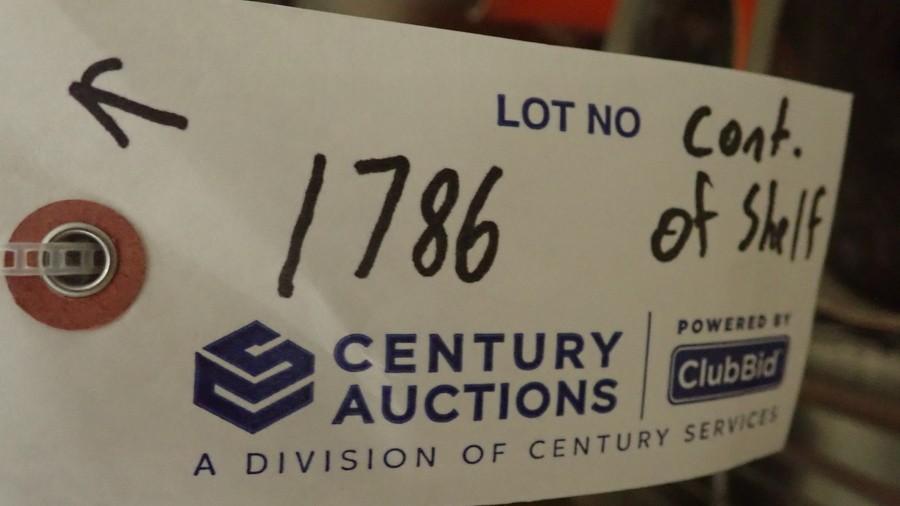 LOT NO
cont.
of Shelf
1786
CENTURY
AUCTIONS
POWERED BY
ClubBid
A DIVISION OF CENTURY SERVICES